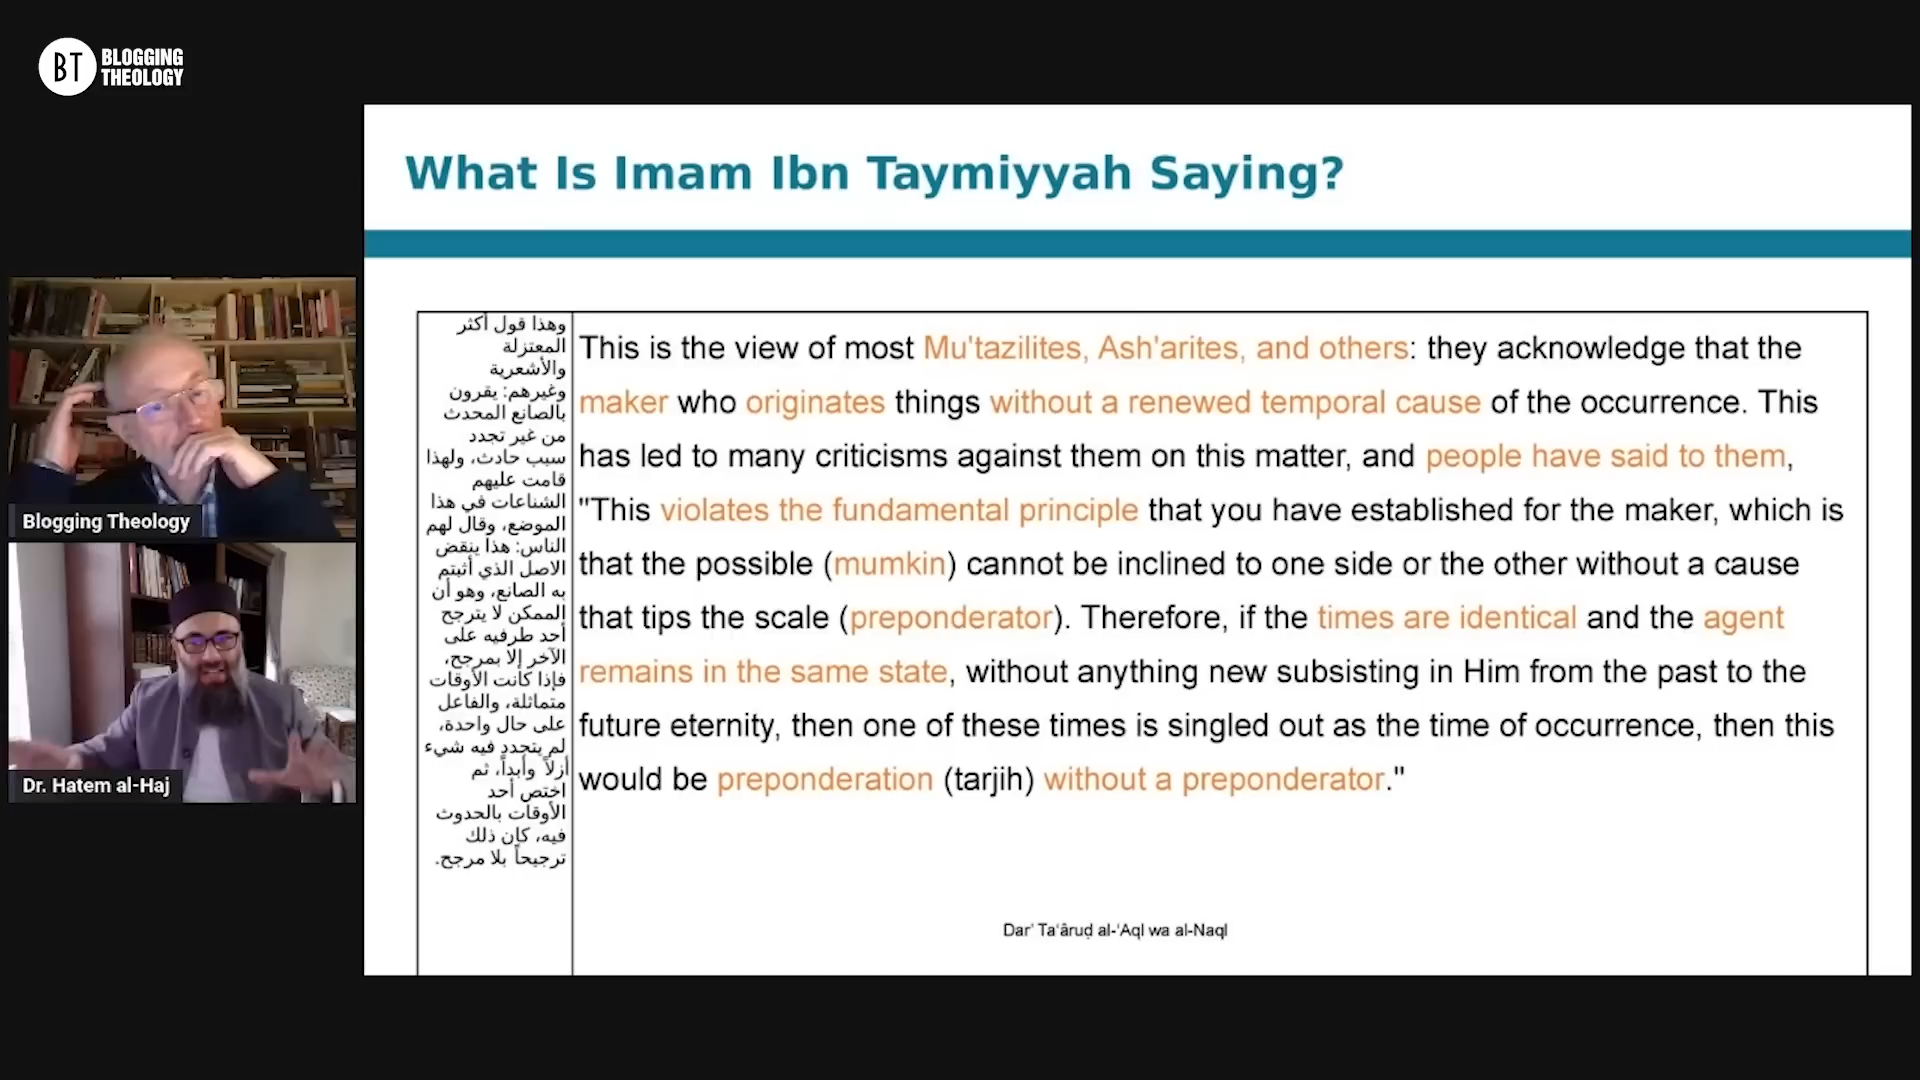 BT BLOGGING
THEOLOGY
What Is Imam Ibn Taymiyyah Saying?
وهذا قول أكثر
المعتزلة
والأشعرية
وغيرهم: يقرون
بالصانع المحدث
من غير تجدد
سبب حادث، ولهذا
قامت عليهم
الشناعات في هذا
الموضع، وقال لهم
الناس: هذا ينقض
الاصل الذي أثبتم
به الصانع، وهو أن
الممكن لا يترجح
أحد طرفيه على
الآخر إلا بمرجح،
فإذا كانت الأوقات
متماثلة، والفاعل
على حال واحدة،
لم يتجدد فيه شيء
أزلاً وأبداً، ثم
اختص أحد
الأوقات بالحدوث
فيه، كان ذلك
ترجيحاً بلا مرجح.
This is the view of most Mu'tazilites, Ash'arites, and others: they acknowledge that the
maker who originates things without a renewed temporal cause of the occurrence. This
has led to many criticisms against them on this matter, and people have said to them,
"This violates the fundamental principle that you have established for the maker, which is
that the possible (mumkin) cannot be inclined to one side or the other without a cause
that tips the scale (preponderator). Therefore, if the times are identical and the agent
remains in the same state, without anything new subsisting in Him from the past to the
future eternity, then one of these times is singled out as the time of occurrence, then this
would be preponderation (tarjih) without a preponderator."
Dar' Ta'âruḍ al-'Aql wa al-Naql
Blogging Theology
Dr. Hatem al-Haj